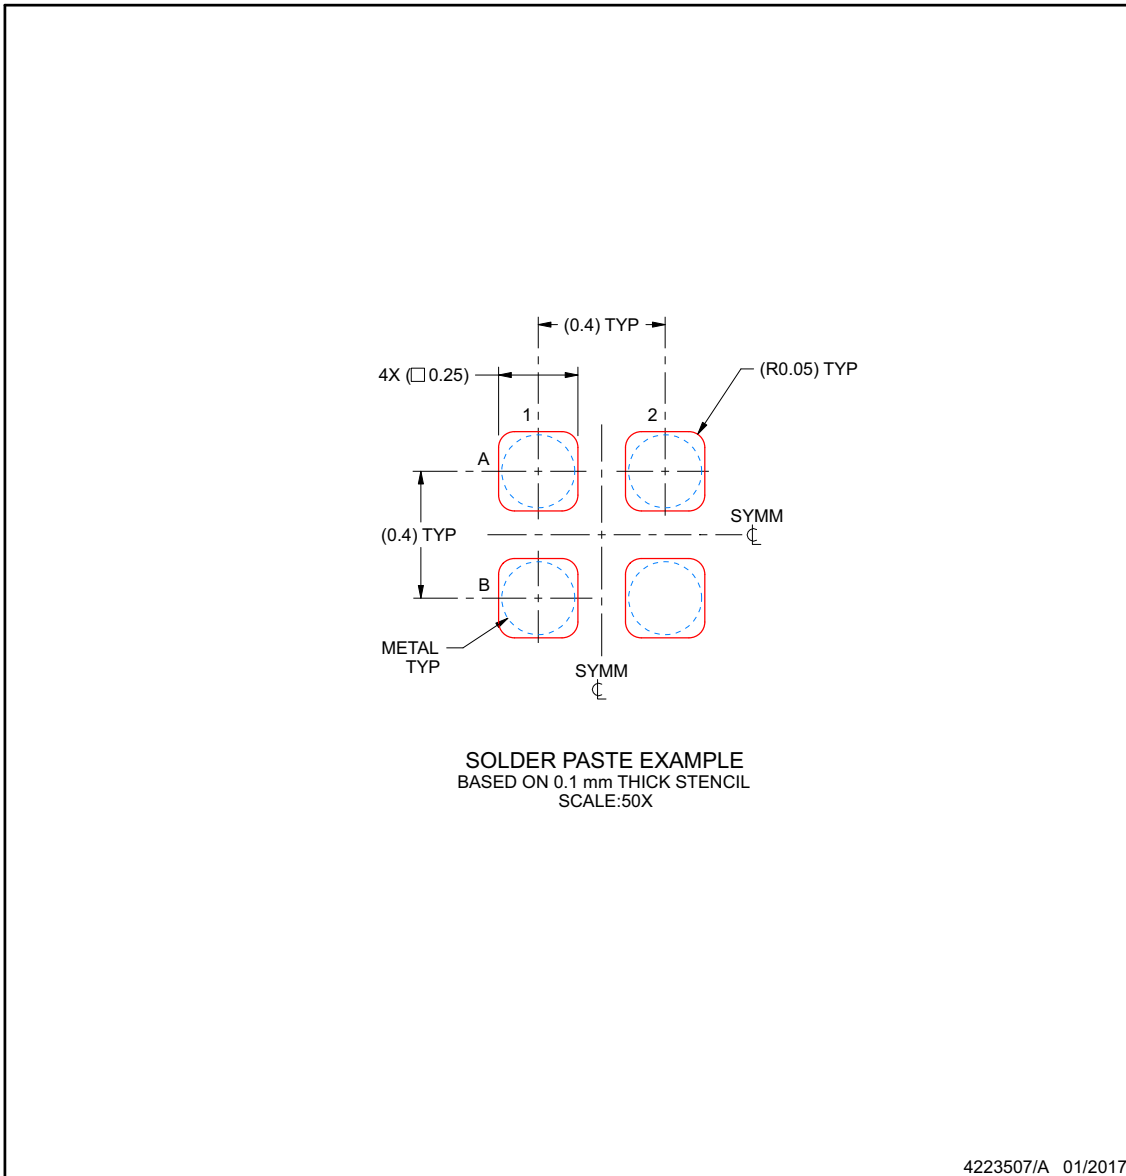 (0.4) TYP
4X (□ 0.25)
(R0.05) TYP
1
2
A
(0.4) TYP
SYMM
℄
B
METAL
TYP
SYMM
℄
SOLDER PASTE EXAMPLE
BASED ON 0.1 mm THICK STENCIL
SCALE:50X
4223507/A 01/2017